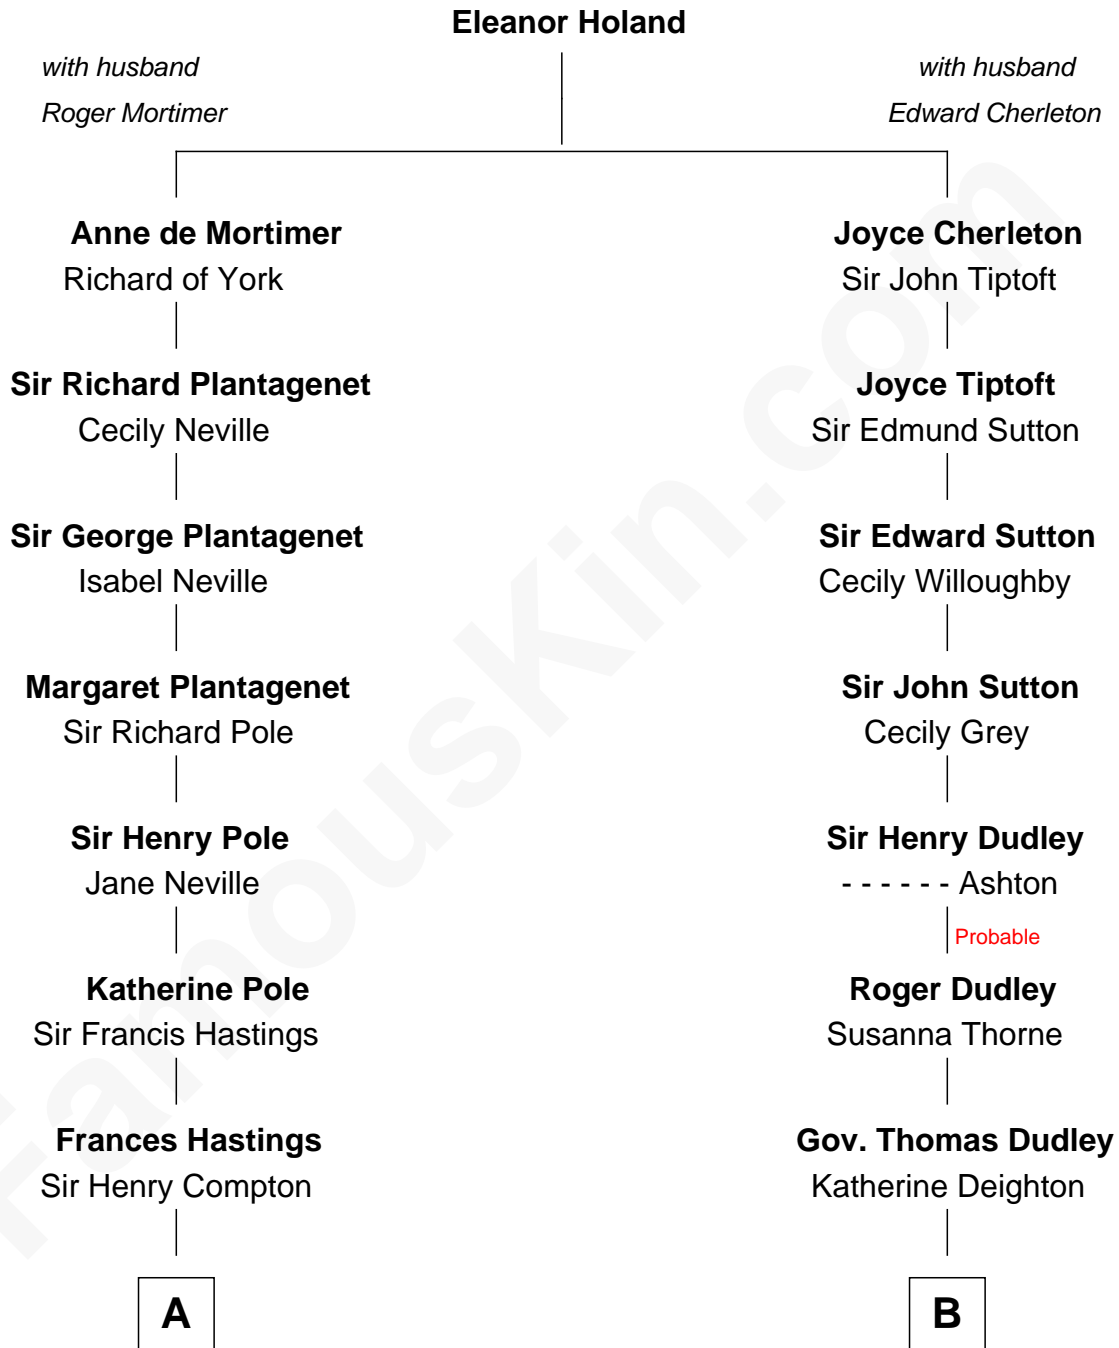 Eleanor Holand
with husband
Roger Mortimer
with husband
Edward Cherleton
Anne de Mortimer
Richard of York
Joyce Cherleton
Sir John Tiptoft
Sir Richard Plantagenet
Cecily Neville
Joyce Tiptoft
Sir Edmund Sutton
Sir George Plantagenet
Isabel Neville
Sir Edward Sutton
Cecily Willoughby
Margaret Plantagenet
Sir Richard Pole
Sir John Sutton
Cecily Grey
Sir Henry Pole
Jane Neville
Sir Henry Dudley
- - - - - - Ashton
Probable
Katherine Pole
Sir Francis Hastings
Roger Dudley
Susanna Thorne
Frances Hastings
Sir Henry Compton
Gov. Thomas Dudley
Katherine Deighton
A
B
FamousKin.com